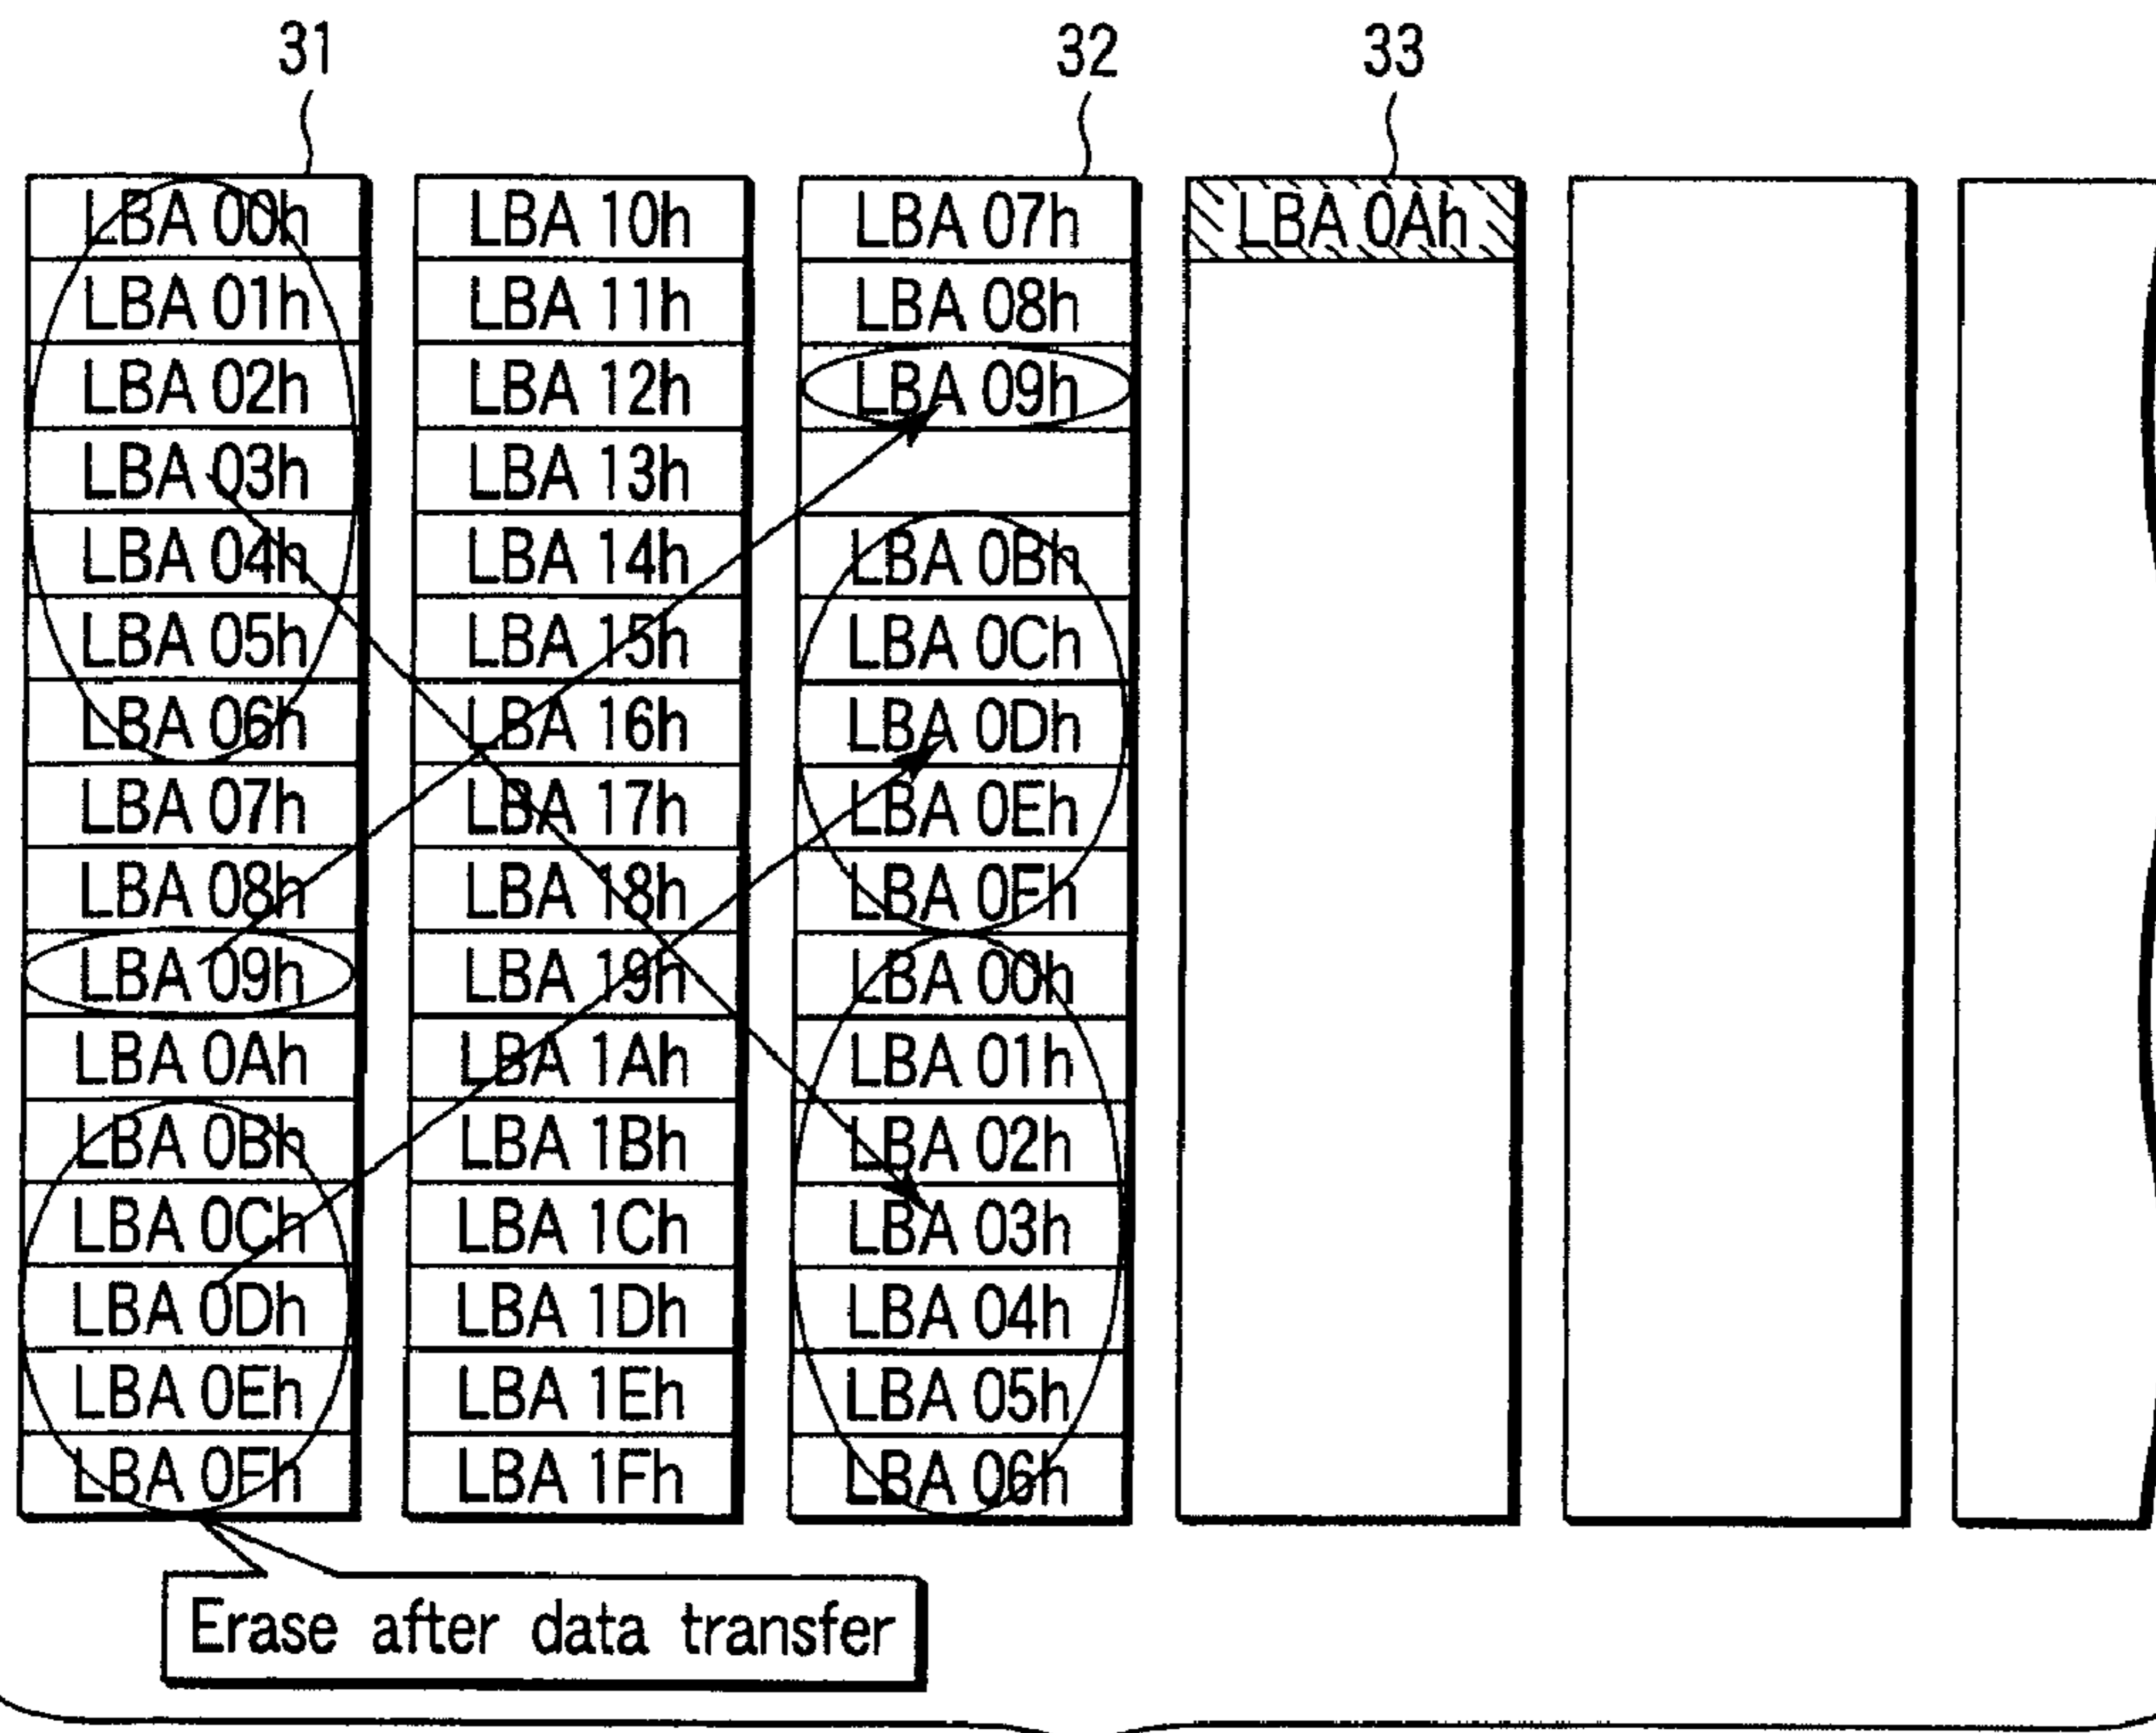 31
32
33
LBA 00h
LBA 01h
LBA 02h
LBA 03h
LBA 04h
LBA 05h
LBA 06h
LBA 07h
LBA 08h
LBA 09h
LBA 0Ah
LBA 0Bh
LBA 0Ch
LBA 0Dh
LBA 0Eh
LBA 0Fh
LBA 10h
LBA 11h
LBA 12h
LBA 13h
LBA 14h
LBA 15h
LBA 16h
LBA 17h
LBA 18h
LBA 19h
LBA 1Ah
LBA 1Bh
LBA 1Ch
LBA 1Dh
LBA 1Eh
LBA 1Fh
LBA 07h
LBA 08h
LBA 09h
LBA 0Bh
LBA 0Ch
LBA 0Dh
LBA 0Eh
LBA 0Fh
LBA 00h
LBA 01h
LBA 02h
LBA 03h
LBA 04h
LBA 05h
LBA 06h
LBA 0Ah
Erase after data transfer